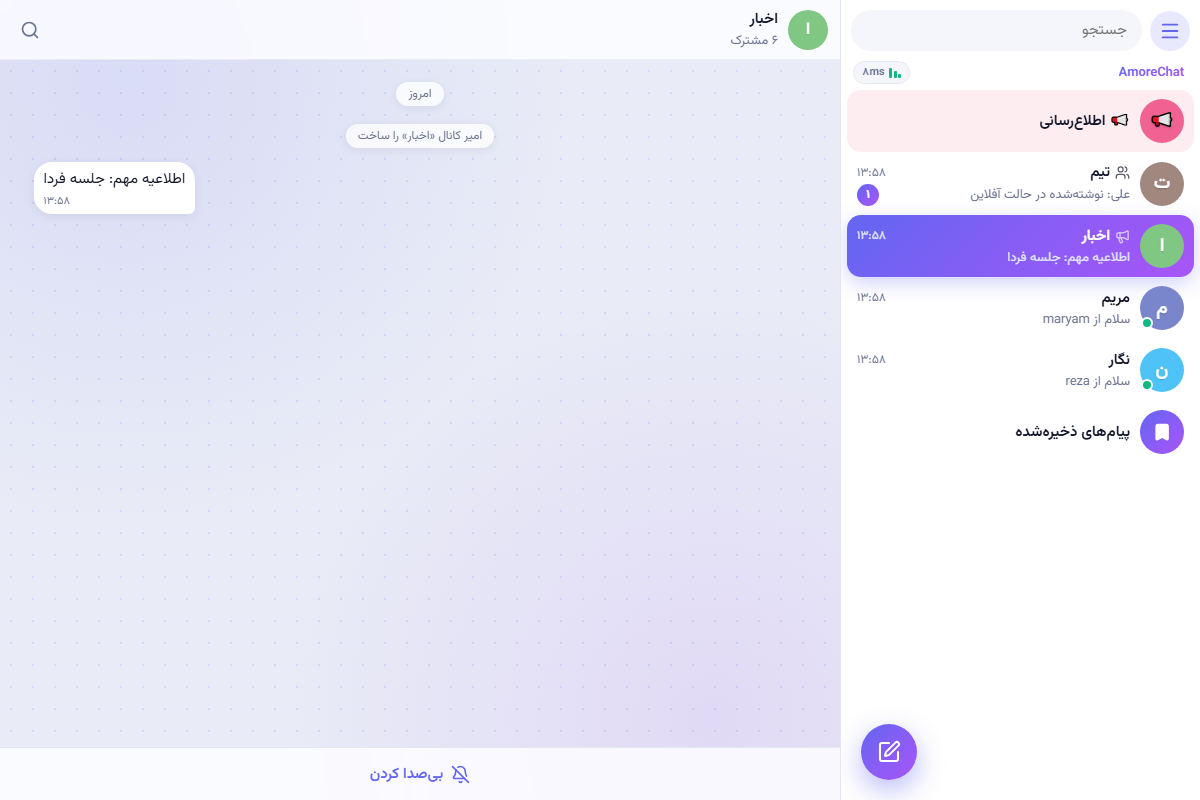 جستجو
AmoreChat
۸ms
اطلاع‌رسانی
تیم
۱۳:۵۸
علی: نوشته‌شده در حالت آفلاین
۱
ا
اخبار
۱۳:۵۸
اطلاعیه مهم: جلسه فردا
ت
م
مریم
۱۳:۵۸
سلام از maryam
ن
نگار
۱۳:۵۸
سلام از reza
پیام‌های ذخیره‌شده
ا
اخبار
۶ مشترک
امروز
امیر کانال «اخبار» را ساخت
اطلاعیه مهم: جلسه فردا
۱۳:۵۸
بی‌صدا کردن